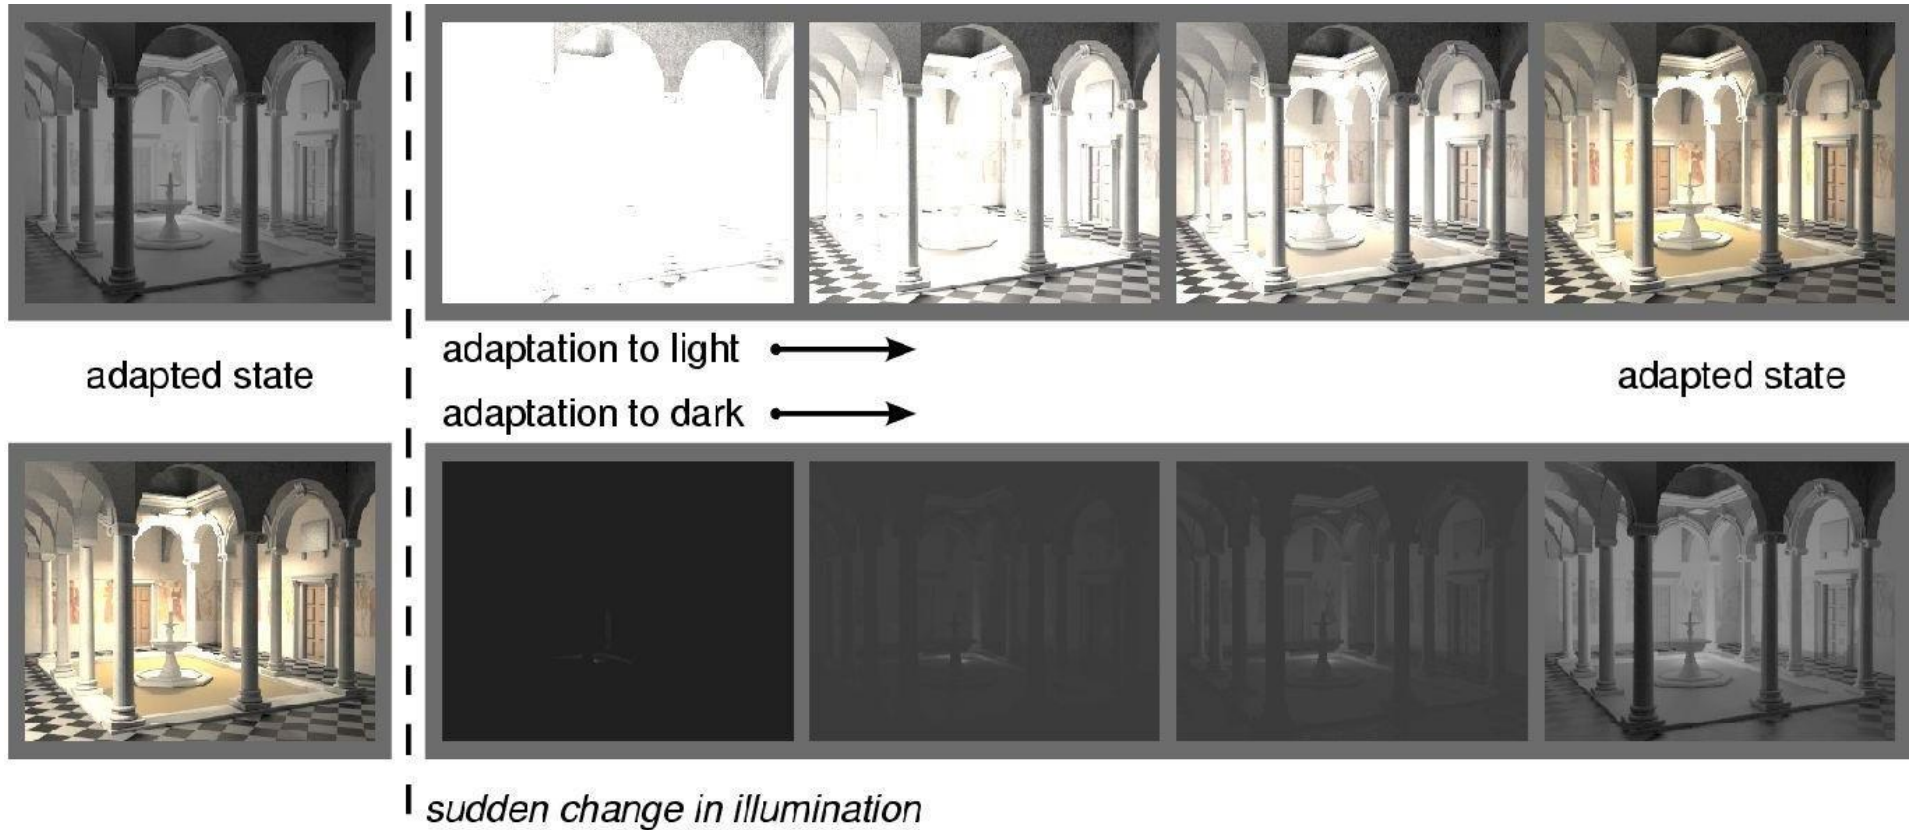 adaptation to light
adapted state
adapted state
adaptation to dark
sudden change in illumination